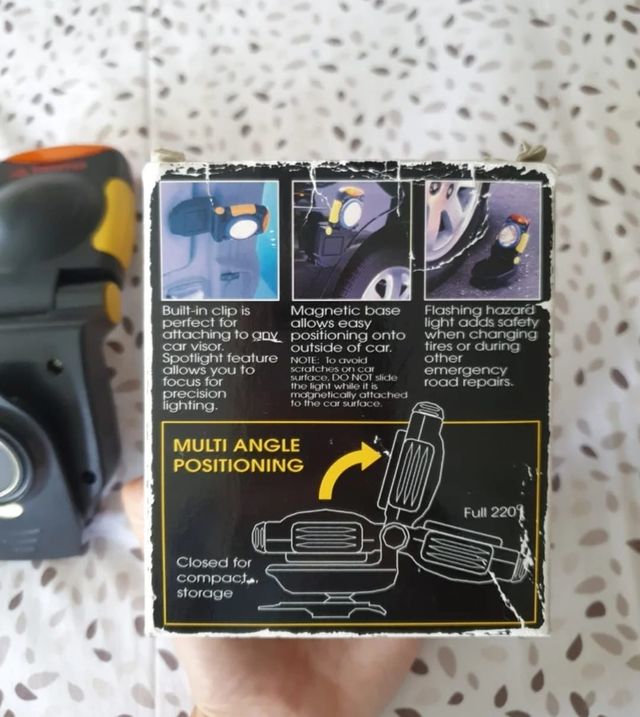 Built-in clip is
perfect for
attaching to any
car visor.
Spotlight feature
allows you to
focus for
precision
lighting.
Magnetic base
allows easy
positioning onto
outside of car.
NOTE: To avoid
scratches on car
surface, DO NOT slide
the light while it is
magnetically attached
to the car surface.
Flashing hazard
light adds safety
when changing
tires or during
other
emergency
road repairs.
MULTI ANGLE
POSITIONING
Full 220°
Closed for
compact
storage